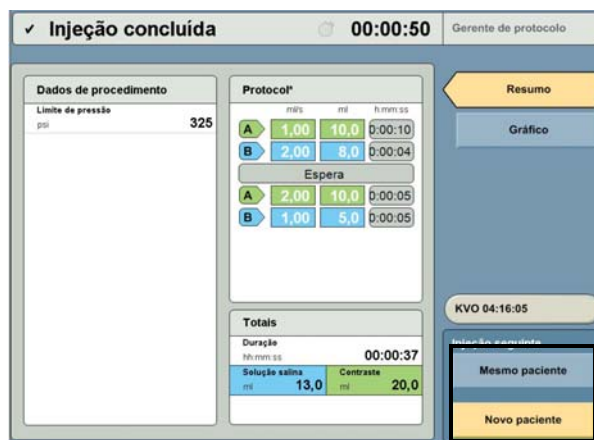 ✓ Injeção concluída 00:00:50 Gerente de protocolo
Dados de procedimento
Limite de pressão
psi 325
Protocol*
ml/s ml h:mm:ss
A 1,00 10,0 0:00:10
B 2,00 8,0 0:00:04
Espera
A 2,00 10,0 0:00:05
B 1,00 5,0 0:00:05
Totais
Duração
hh:mm:ss 00:00:37
Solução salina Contraste
ml 13,0 ml 20,0
Resumo
Gráfico
KVO 04:16:05
Injeção seguinte
Mesmo paciente
Novo paciente